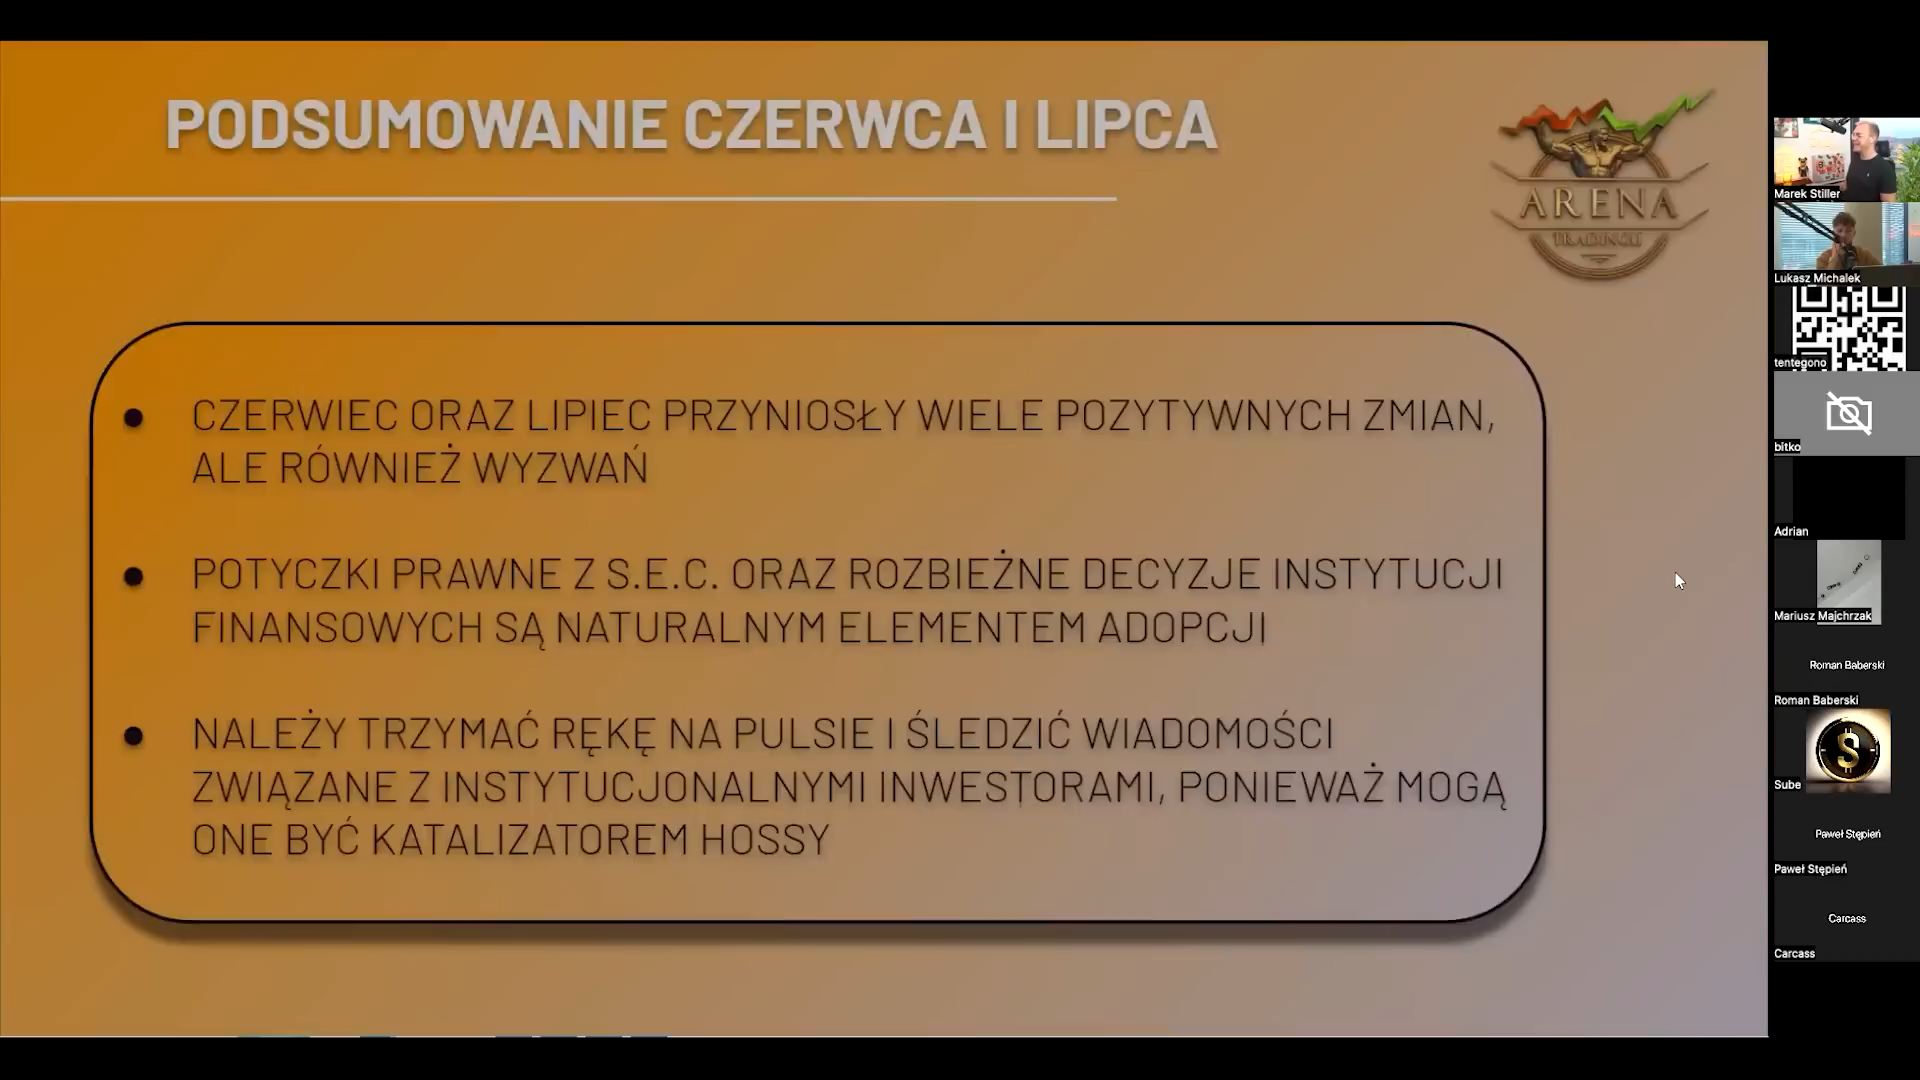 PODSUMOWANIE CZERWCA I LIPCA
ARENA
TRADINGU
CZERWIEC ORAZ LIPIEC PRZYNIOSŁY WIELE POZYTYWNYCH ZMIAN,
ALE RÓWNIEŻ WYZWAŃ
POTYCZKI PRAWNE Z S.E.C. ORAZ ROZBIEŻNE DECYZJE INSTYTUCJI
FINANSOWYCH SĄ NATURALNYM ELEMENTEM ADOPCJI
NALEŻY TRZYMAĆ RĘKĘ NA PULSIE I ŚLEDZIĆ WIADOMOŚCI
ZWIĄZANE Z INSTYTUCJONALNYMI INWESTORAMI, PONIEWAŻ MOGĄ
ONE BYĆ KATALIZATOREM HOSSY
Marek Stiller
Lukasz Michalek
tentegono
bitko
Adrian
Mariusz Majchrzak
Roman Baberski
Roman Baberski
Sube
Paweł Stępień
Paweł Stępień
Carcass
Carcass